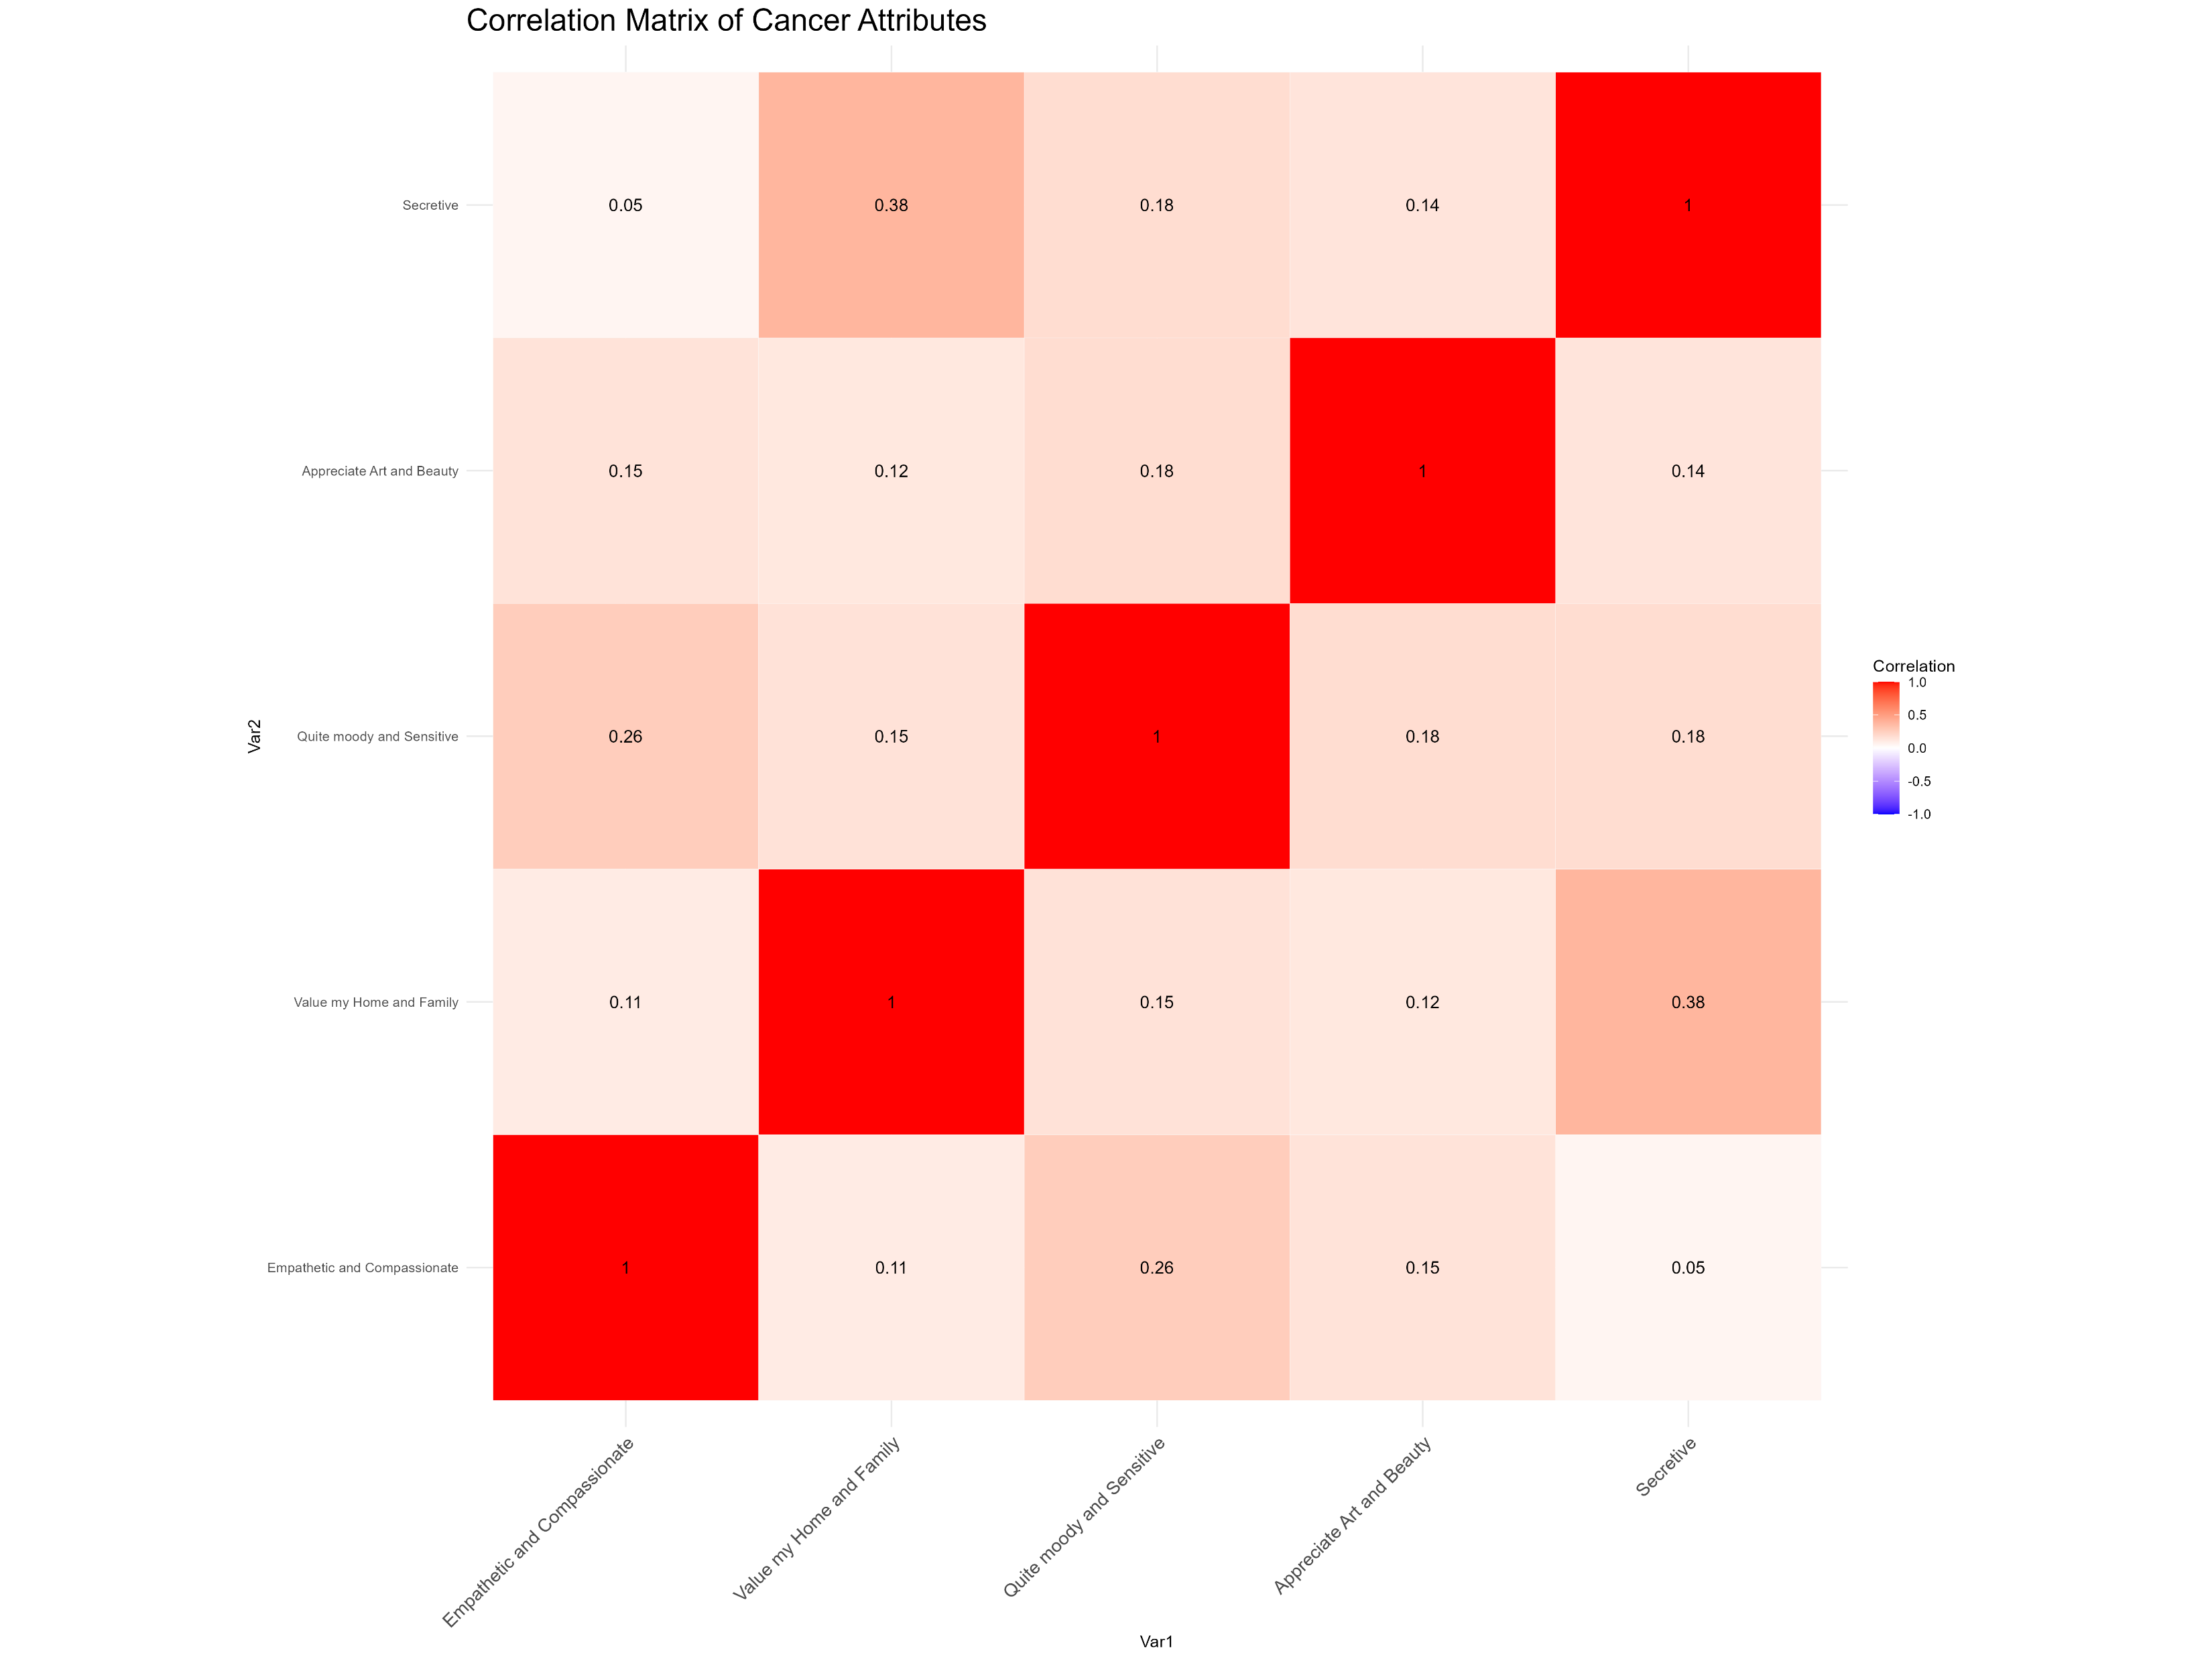 Correlation Matrix of Cancer Attributes
Secretive
0.05 0.38 0.18 0.14 1
Appreciate Art and Beauty
0.15 0.12 0.18 1 0.14
Quite moody and Sensitive
0.26 0.15 1 0.18 0.18
Value my Home and Family
0.11 1 0.15 0.12 0.38
Empathetic and Compassionate
1 0.11 0.26 0.15 0.05
Var2
Empathetic and Compassionate
Value my Home and Family
Quite moody and Sensitive
Appreciate Art and Beauty
Secretive
Var1
Correlation
1.0
0.5
0.0
-0.5
-1.0